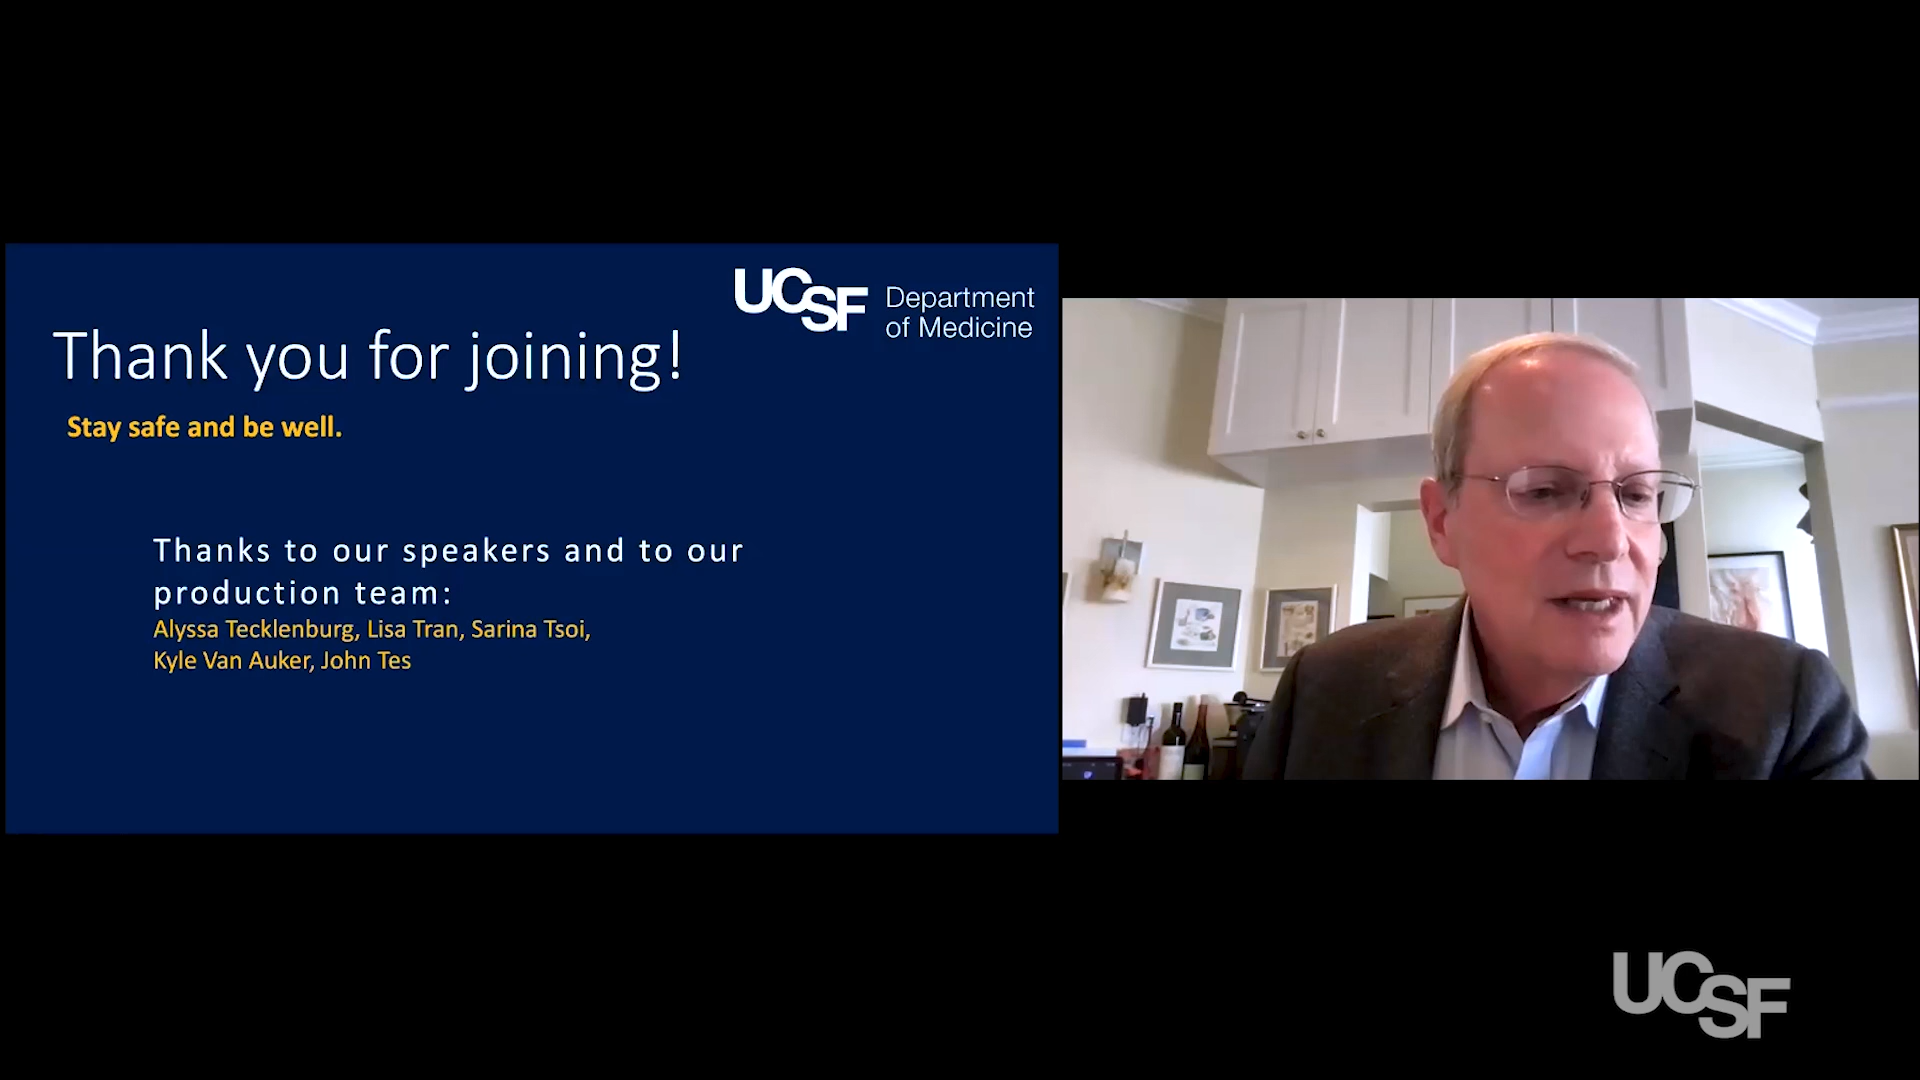 UCSF Department
of Medicine
Thank you for joining!
Stay safe and be well.
Thanks to our speakers and to our
production team:
Alyssa Tecklenburg, Lisa Tran, Sarina Tsoi,
Kyle Van Auker, John Tes
UCSF